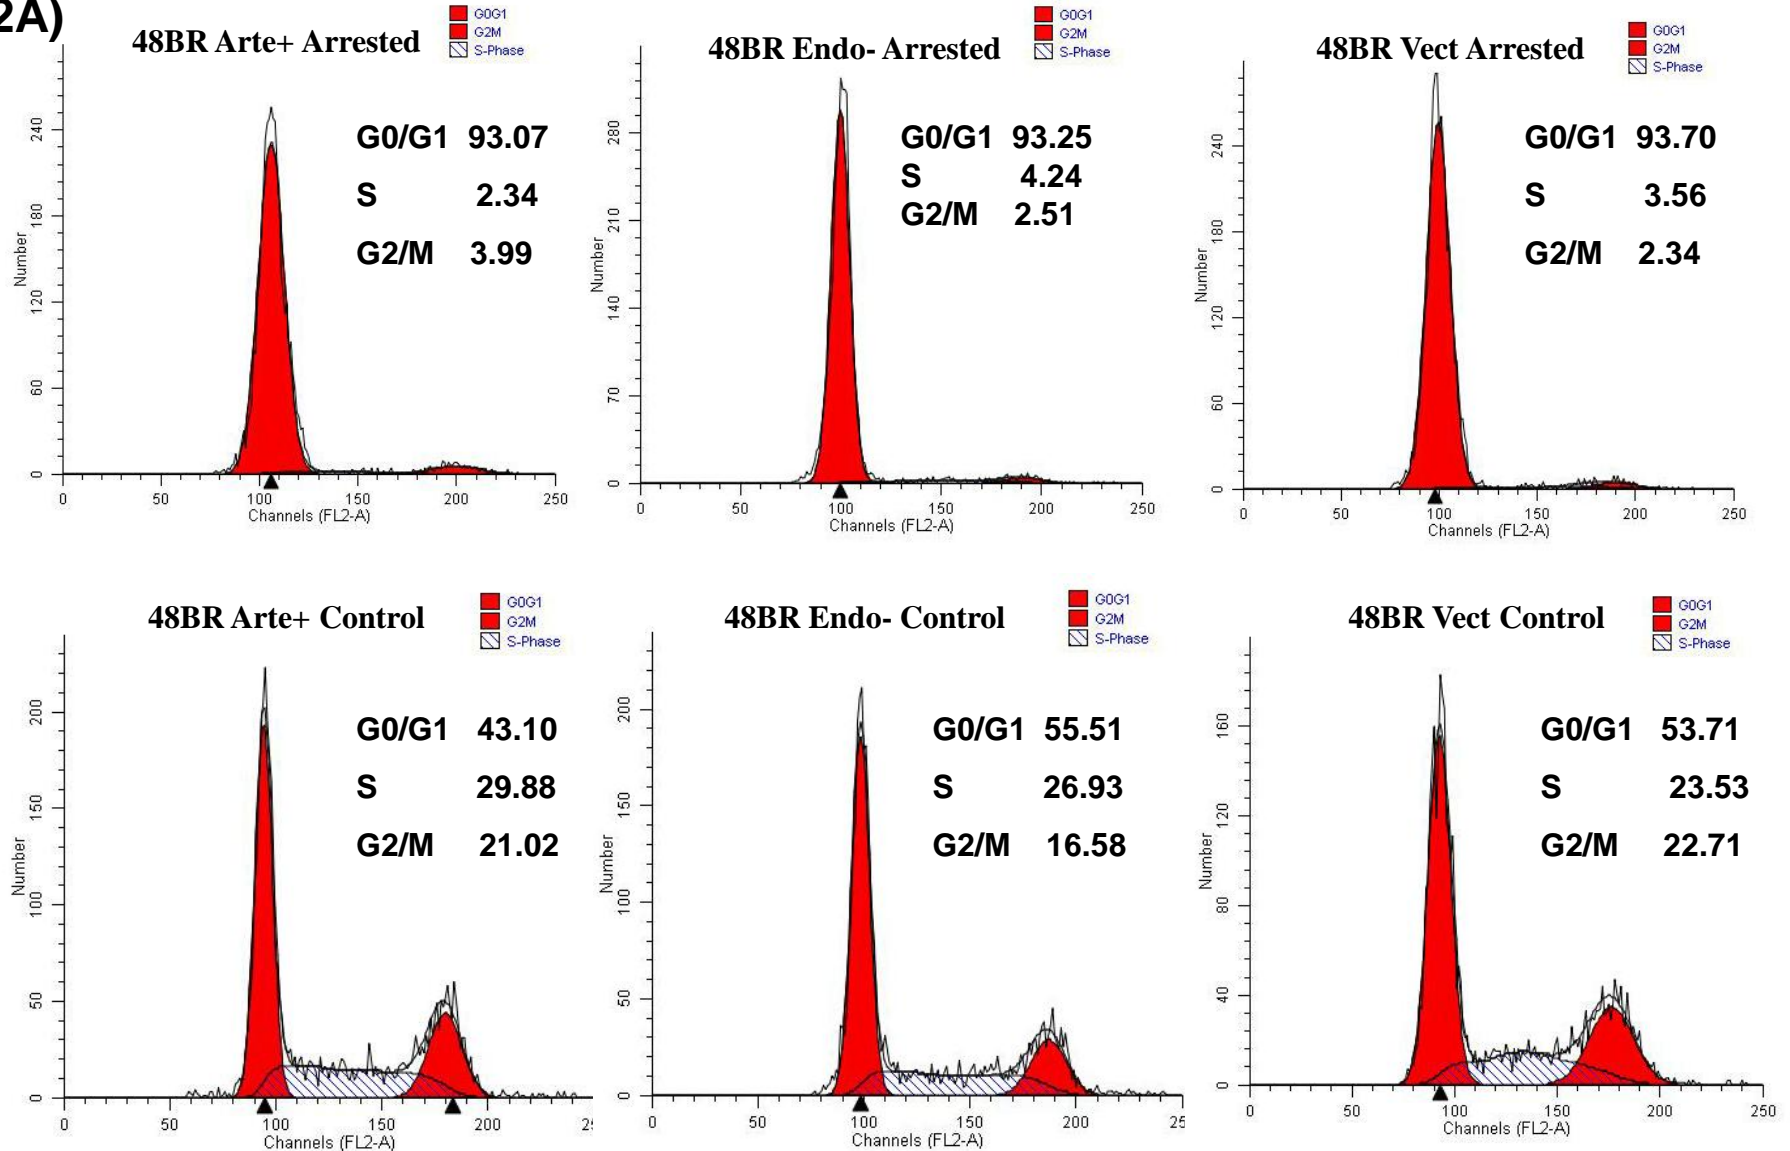 2A)
48BR Arte+ Arrested
G0G1
G2M
S-Phase
G0/G1 93.07
S 2.34
G2/M 3.99
Number
240
180
120
60
0
0 50 100 150 200 250
Channels (FL2-A)
48BR Endo- Arrested
G0G1
G2M
S-Phase
G0/G1 93.25
S 4.24
G2/M 2.51
Number
280
210
140
70
0
0 50 100 150 200 250
Channels (FL2-A)
48BR Vect Arrested
G0G1
G2M
S-Phase
G0/G1 93.70
S 3.56
G2/M 2.34
Number
240
180
120
60
0
0 50 100 150 200 250
Channels (FL2-A)
48BR Arte+ Control
G0G1
G2M
S-Phase
G0/G1 43.10
S 29.88
G2/M 21.02
Number
200
150
100
50
0
0 50 100 150 200 25
Channels (FL2-A)
48BR Endo- Control
G0G1
G2M
S-Phase
G0/G1 55.51
S 26.93
G2/M 16.58
Number
200
150
100
50
0
0 50 100 150 200 25
Channels (FL2-A)
48BR Vect Control
G0G1
G2M
S-Phase
G0/G1 53.71
S 23.53
G2/M 22.71
Number
160
120
80
40
0
0 50 100 150 200 250
Channels (FL2-A)